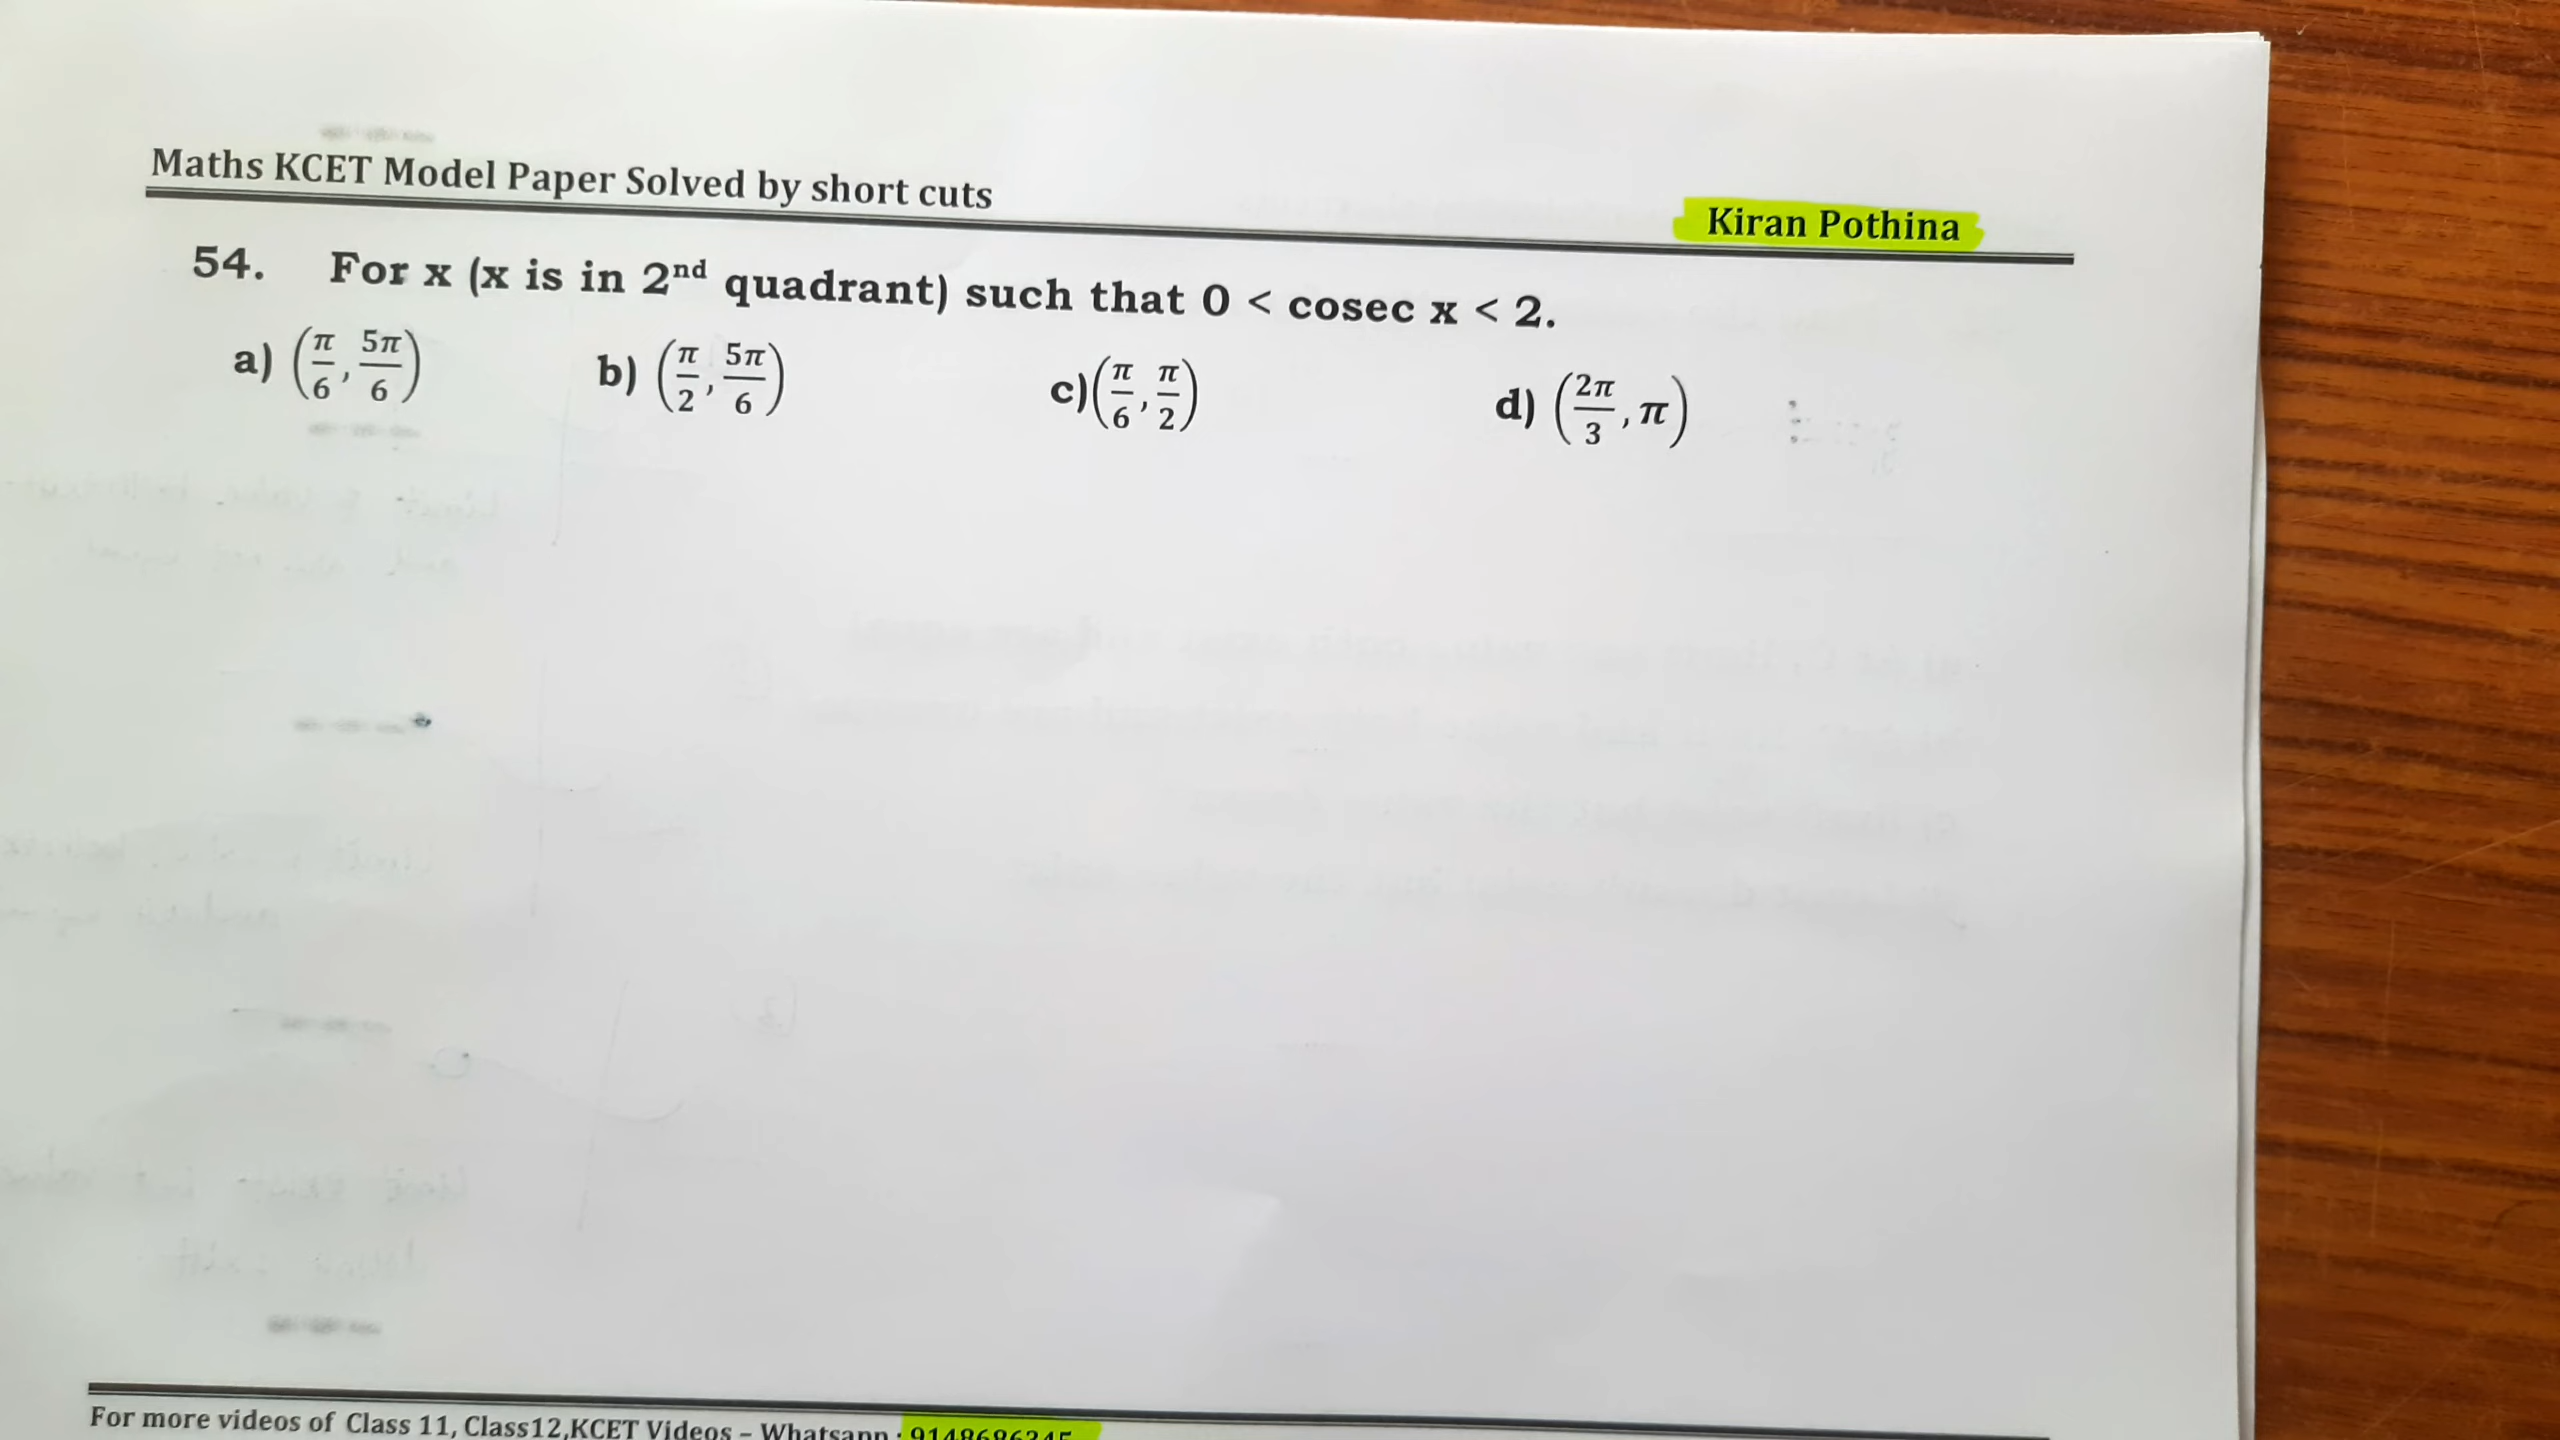 Maths KCET Model Paper Solved by short cuts
Kiran Pothina
54. For x (x is in 2ⁿᵈ quadrant) such that 0 < cosec x < 2.
a) (π/6, 5π/6) b) (π/2, 5π/6) c)(π/6, π/2) d) (2π/3, π)
For more videos of Class 11, Class12,KCET Videos – Whatsapp : 9148686245